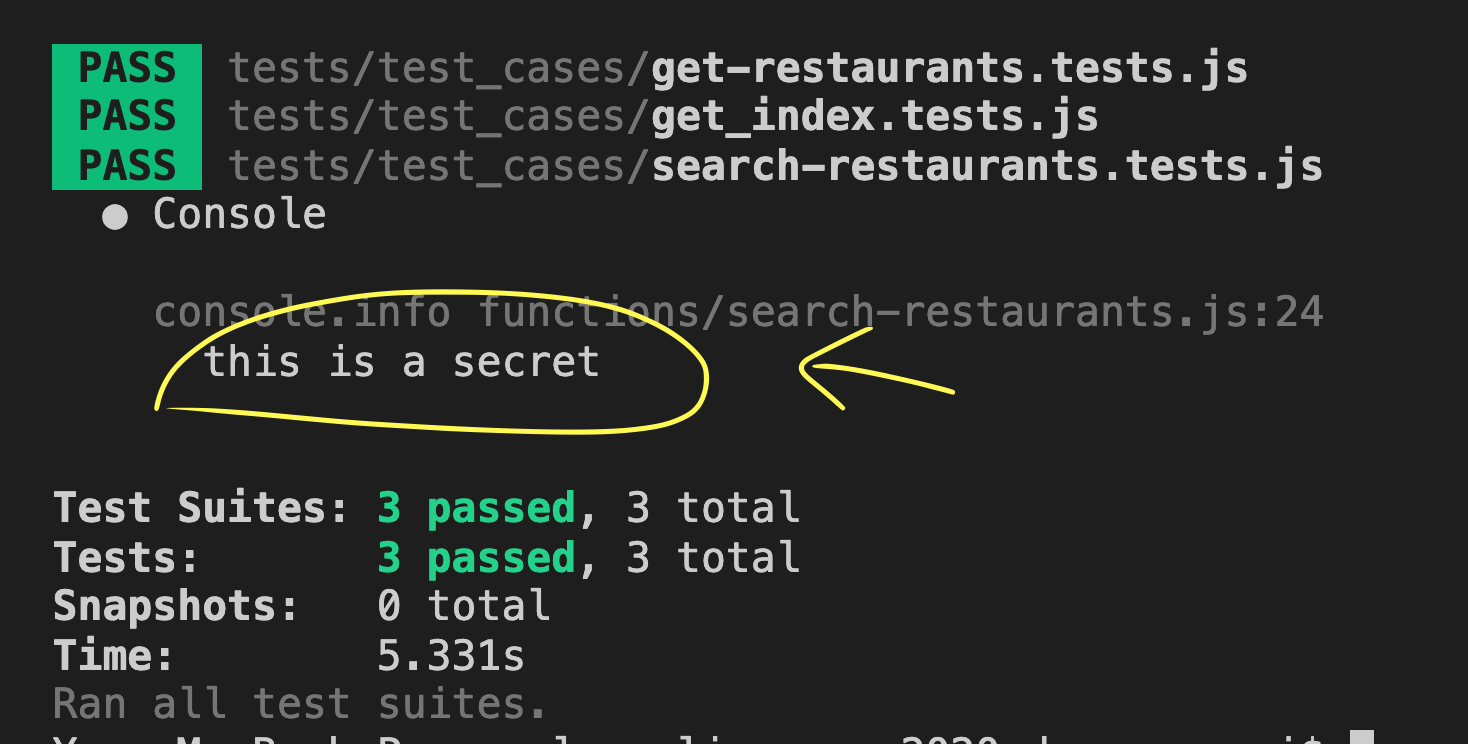 PASS tests/test_cases/get-restaurants.tests.js
PASS tests/test_cases/get_index.tests.js
PASS tests/test_cases/search-restaurants.tests.js
● Console
console.info functions/search-restaurants.js:24
this is a secret
Test Suites: 3 passed, 3 total
Tests: 3 passed, 3 total
Snapshots: 0 total
Time: 5.331s
Ran all test suites.